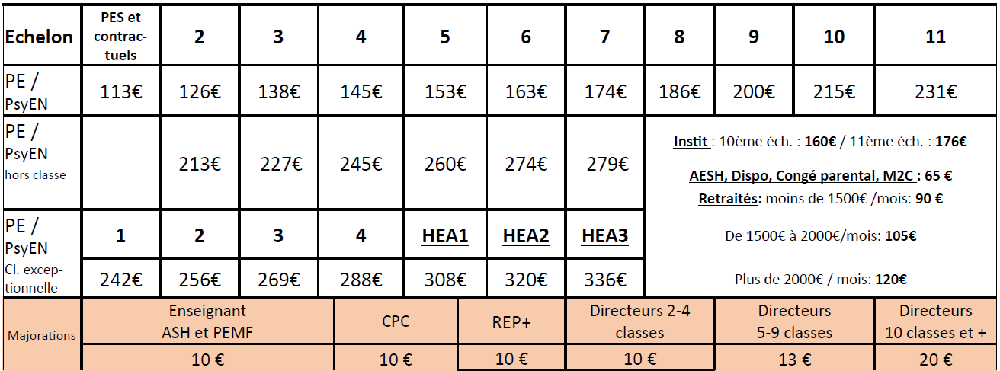 Echelon PES et contrac-tuels 2 3 4 5 6 7 8 9 10 11
PE / PsyEN 113€ 126€ 138€ 145€ 153€ 163€ 174€ 186€ 200€ 215€ 231€
PE / PsyEN hors classe 213€ 227€ 245€ 260€ 274€ 279€
Instit : 10ème éch. : 160€ / 11ème éch. : 176€
AESH, Dispo, Congé parental, M2C : 65 €
Retraités: moins de 1500€ /mois: 90 €
De 1500€ à 2000€/mois: 105€
Plus de 2000€ / mois: 120€
PE / PsyEN Cl. excep-tionnelle 1 2 3 4 HEA1 HEA2 HEA3
242€ 256€ 269€ 288€ 308€ 320€ 336€
Majorations Enseignant ASH et PEMF CPC REP+ Directeurs 2-4 classes Directeurs 5-9 classes Directeurs 10 classes et +
10 € 10 € 10 € 10 € 13 € 20 €